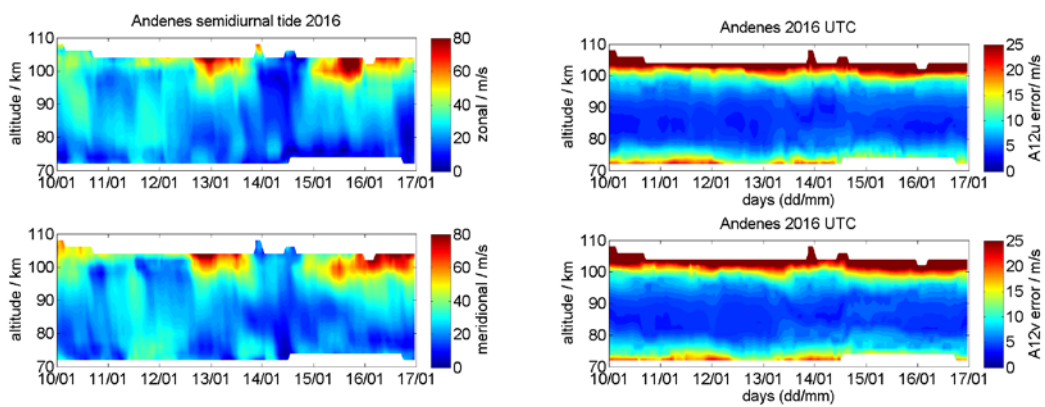 Andenes semidiurnal tide 2016
110
100
90
80
70
altitude / km
10/01 11/01 12/01 13/01 14/01 15/01 16/01 17/01
80
60
40
20
0
zonal / m/s
Andenes 2016 UTC
110
100
90
80
70
altitude / km
10/01 11/01 12/01 13/01 14/01 15/01 16/01 17/01
days (dd/mm)
25
20
15
10
5
0
A12u error/ m/s
110
100
90
80
70
altitude / km
10/01 11/01 12/01 13/01 14/01 15/01 16/01 17/01
80
60
40
20
0
meridional / m/s
Andenes 2016 UTC
110
100
90
80
70
altitude / km
10/01 11/01 12/01 13/01 14/01 15/01 16/01 17/01
days (dd/mm)
25
20
15
10
5
0
A12v error/ m/s